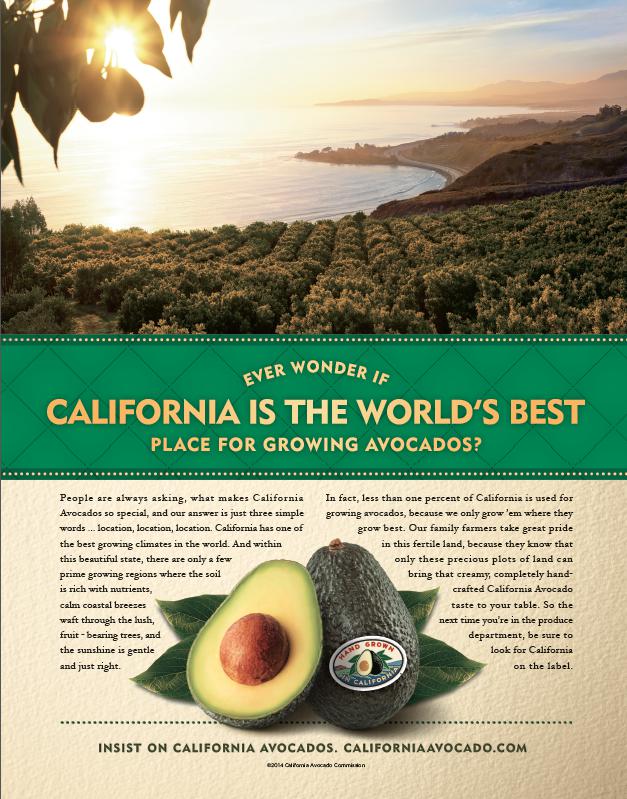 EVER WONDER IF
CALIFORNIA IS THE WORLD'S BEST
PLACE FOR GROWING AVOCADOS?
People are always asking, what makes California
Avocados so special, and our answer is just three simple
words ... location, location, location. California has one of
the best growing climates in the world. And within
this beautiful state, there are only a few
prime growing regions where the soil
is rich with nutrients,
calm coastal breezes
waft through the lush,
fruit - bearing trees, and
the sunshine is gentle
and just right.
In fact, less than one percent of California is used for
growing avocados, because we only grow 'em where they
grow best. Our family farmers take great pride
in this fertile land, because they know that
only these precious plots of land can
bring that creamy, completely hand-
crafted California Avocado
taste to your table. So the
next time you're in the produce
department, be sure to
look for California
on the label.
HAND GROWN
IN CALIFORNIA
INSIST ON CALIFORNIA AVOCADOS. CALIFORNIAAVOCADO.COM
©2014 California Avocado Commission